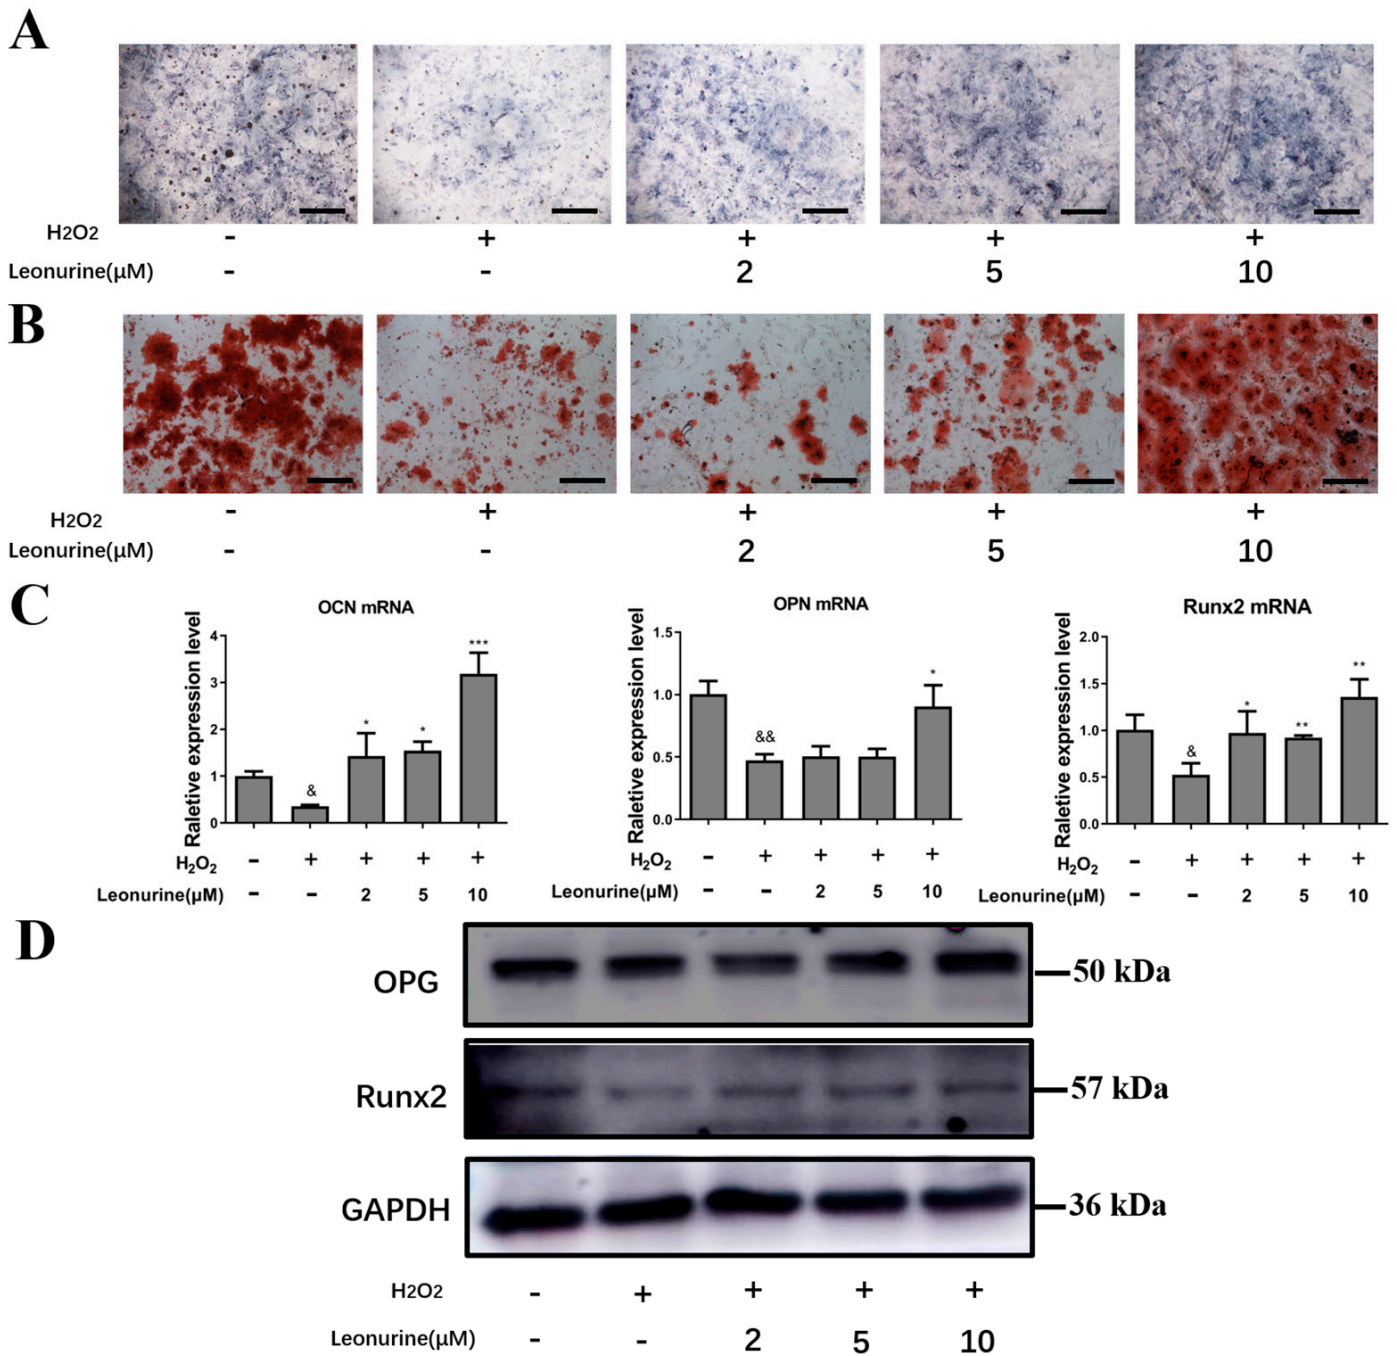 A
H2O2 - + + + +
Leonurine(μM) - - 2 5 10
B
H2O2 - + + + +
Leonurine(μM) - - 2 5 10
C
OCN mRNA
Raletive expression level
4
3
2
1
0
& * * ***
H₂O₂ - + + + +
Leonurine(μM) - - 2 5 10
OPN mRNA
Raletive expression level
1.5
1.0
0.5
0.0
&& *
H₂O₂ - + + + +
Leonurine(μM) - - 2 5 10
Runx2 mRNA
Raletive expression level
2.0
1.5
1.0
0.5
0.0
& * ** **
H₂O₂ - + + + +
Leonurine(μM) - - 2 5 10
D
OPG 50 kDa
Runx2 57 kDa
GAPDH 36 kDa
H2O2 - + + + +
Leonurine(μM) - - 2 5 10